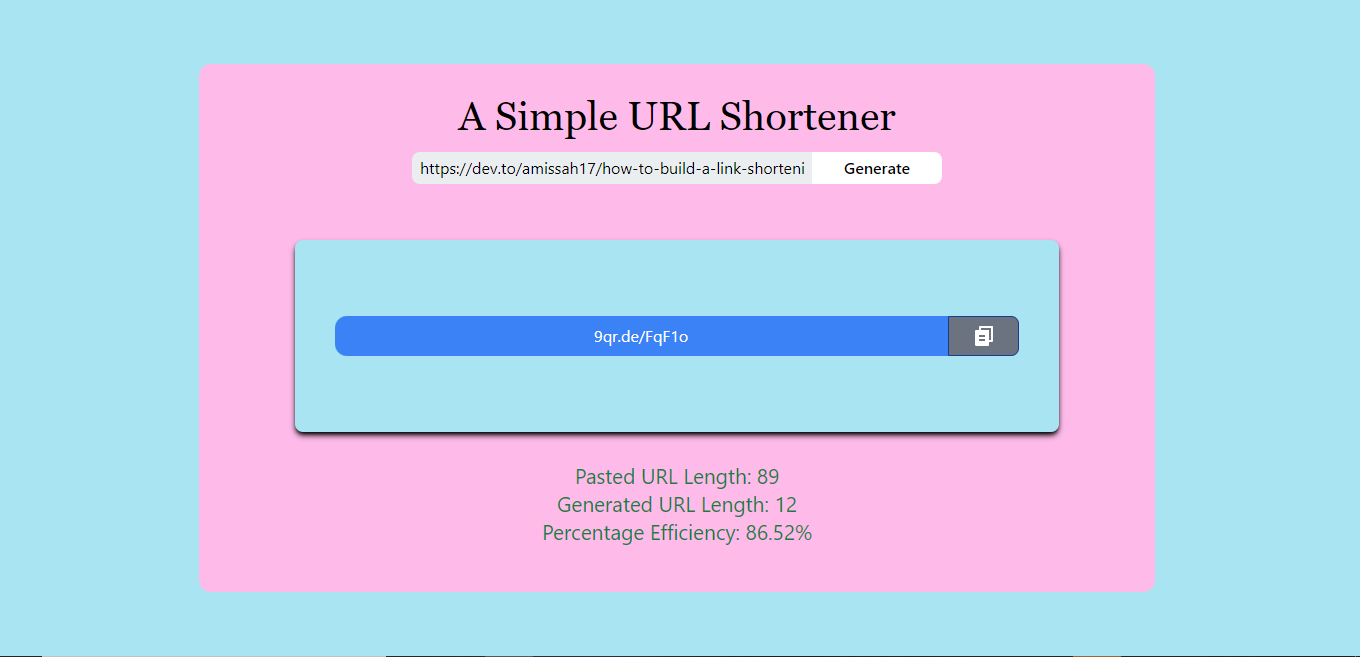 A Simple URL Shortener
https://dev.to/amissah17/how-to-build-a-link-shorteni
Generate
9qr.de/FqF1o
Pasted URL Length: 89
Generated URL Length: 12
Percentage Efficiency: 86.52%